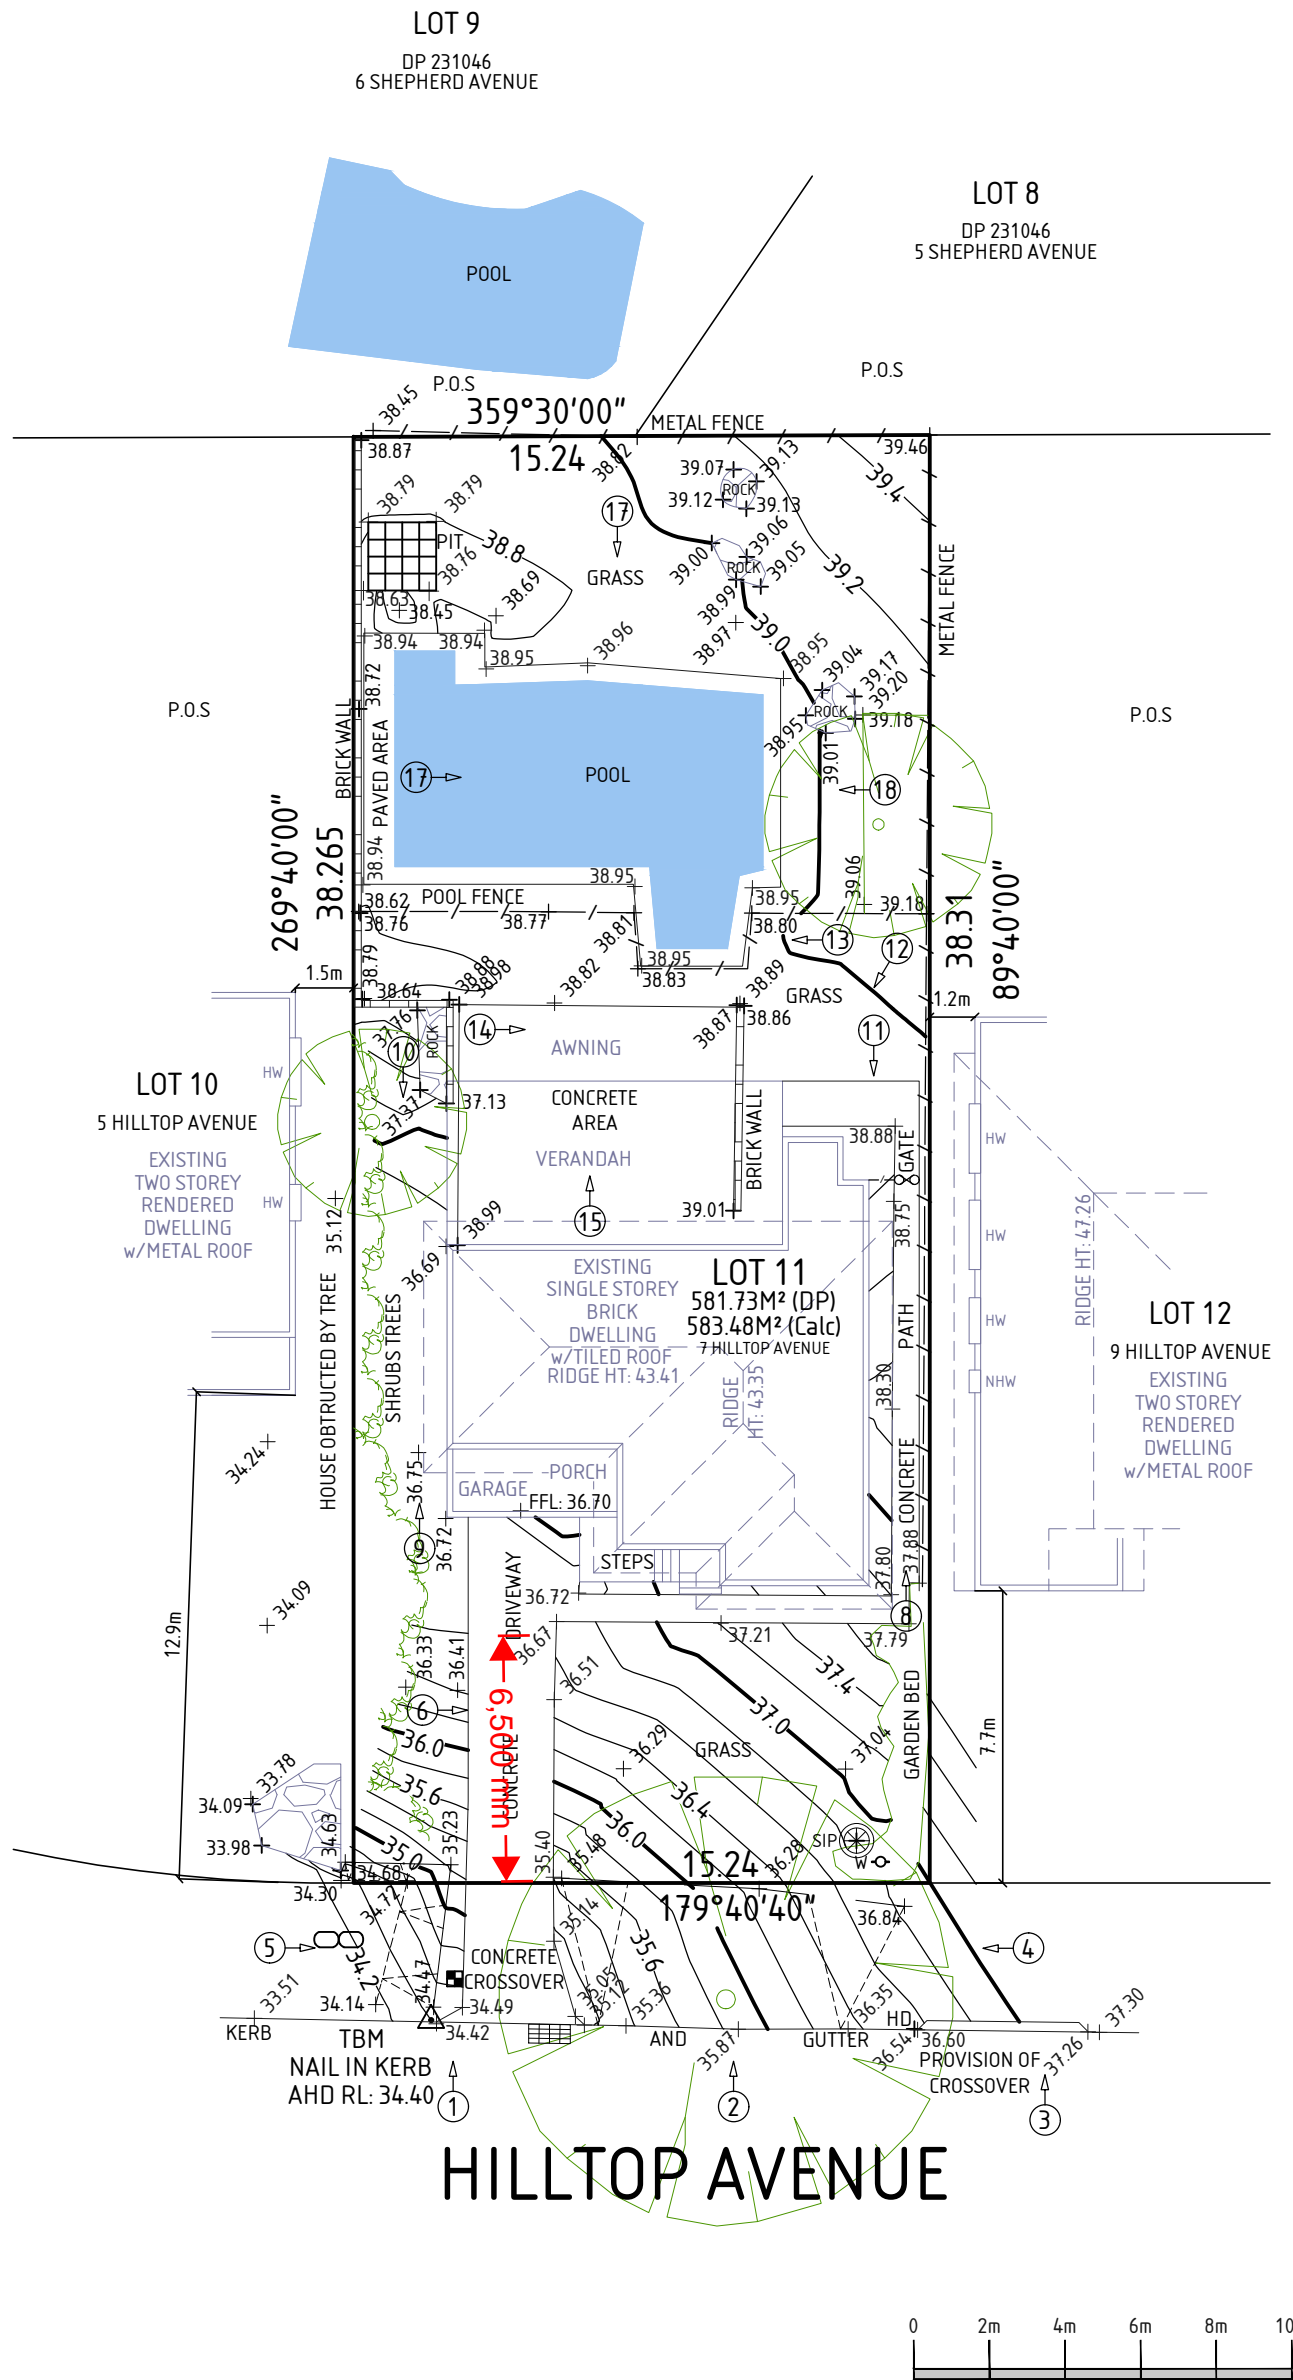 LOT 9
DP 231046
6 SHEPHERD AVENUE
LOT 8
DP 231046
5 SHEPHERD AVENUE
POOL
P.O.S
P.O.S
38.45
359°30'00"
METAL FENCE
38.87
15.24
38.82
39.07
39.13
39.46
39.4
ROCK
39.12
39.13
38.79
38.79
17
PIT
38.8
38.76
GRASS
39.00
39.06
39.05
ROCK
39.2
METAL FENCE
38.63
38.45
38.69
38.99
38.97
39.0
38.94
38.94
38.95
38.96
38.95
39.04
39.17
39.20
39.18
ROCK
38.95
39.01
P.O.S
P.O.S
BRICK WALL
38.72
PAVED AREA
17
POOL
18
269°40'00"
38.265
38.94
38.95
39.06
POOL FENCE
38.62
38.76
38.77
38.81
38.95
38.80
39.18
38.31
89°40'00"
13
12
38.79
38.88
38.98
38.82
38.95
38.83
38.89
GRASS
1.5m
1.2m
38.64
38.87
38.86
11
37.76
ROCK
10
14
AWNING
LOT 10
5 HILLTOP AVENUE
HW
37.37
37.13
CONCRETE
AREA
BRICK WALL
38.88
GATE
HW
EXISTING
TWO STOREY
RENDERED
DWELLING
w/METAL ROOF
HW
VERANDAH
35.12
15
39.01
38.75
HW
RIDGE HT: 47.26
36.69
38.99
EXISTING
SINGLE STOREY
BRICK
DWELLING
w/TILED ROOF
RIDGE HT: 43.41
LOT 11
581.73M² (DP)
583.48M² (Calc)
7 HILLTOP AVENUE
RIDGE
HT: 43.35
PATH
HW
LOT 12
9 HILLTOP AVENUE
EXISTING
TWO STOREY
RENDERED
DWELLING
w/METAL ROOF
NHW
HOUSE OBTRUCTED BY TREE
SHRUBS TREES
38.30
CONCRETE
34.24
36.75
PORCH
GARAGE
FFL: 36.70
9
36.72
DRIVEWAY
STEPS
37.80
37.88
8
34.09
36.72
36.67
37.21
37.79
12.9m
36.33
36.41
36.51
37.4
6
6,500 mm
CONCRETE
37.0
GARDEN BED
7.7m
36.0
36.29
GRASS
37.04
33.78
34.09
35.6
36.4
33.98
34.63
35.0
35.23
35.40
35.48
36.0
SIP
W
34.68
15.24
36.28
34.30
34.72
179°40'40"
35.14
36.84
5
34.2
34.47
CONCRETE
CROSSOVER
35.6
4
33.51
34.14
34.49
35.05
35.12
35.36
36.35
HD
37.30
KERB
34.42
AND
35.87
GUTTER
36.54
36.60
37.26
TBM
NAIL IN KERB
AHD RL: 34.40
PROVISION OF
CROSSOVER
1
2
3
HILLTOP AVENUE
0 2m 4m 6m 8m 10